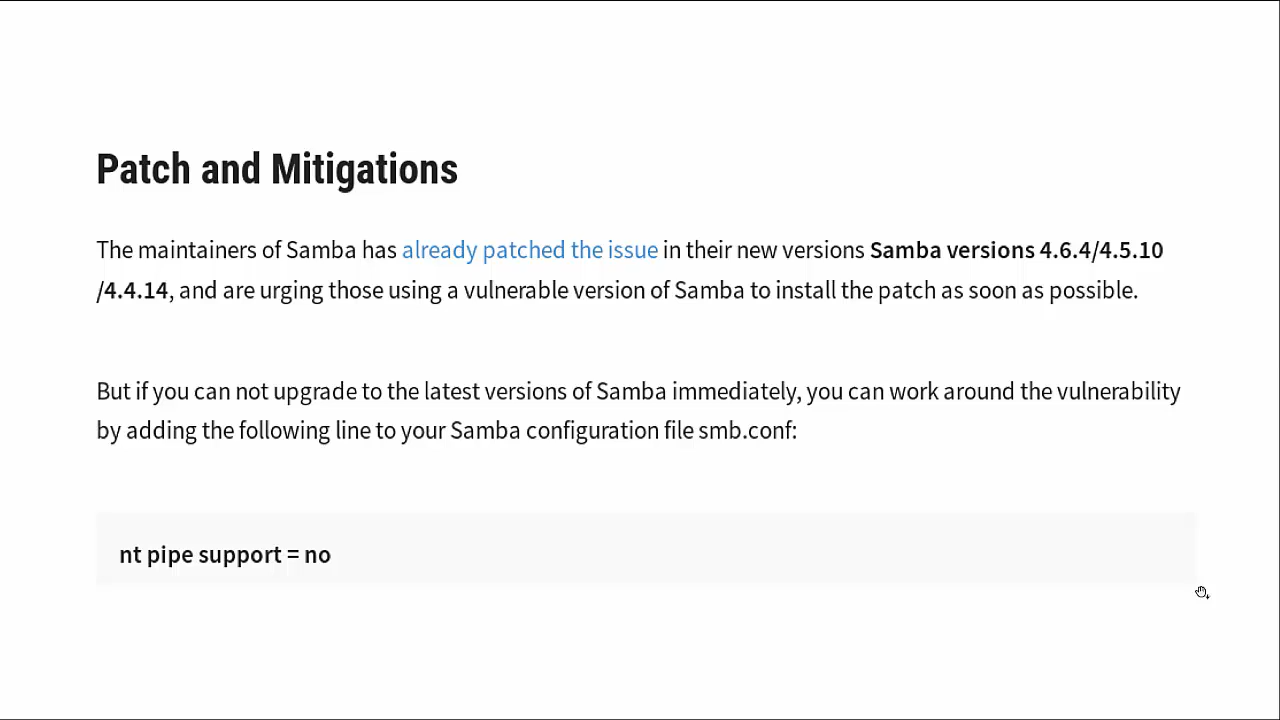 Patch and Mitigations
The maintainers of Samba has already patched the issue in their new versions Samba versions 4.6.4/4.5.10
/4.4.14, and are urging those using a vulnerable version of Samba to install the patch as soon as possible.
But if you can not upgrade to the latest versions of Samba immediately, you can work around the vulnerability
by adding the following line to your Samba configuration file smb.conf:
nt pipe support = no